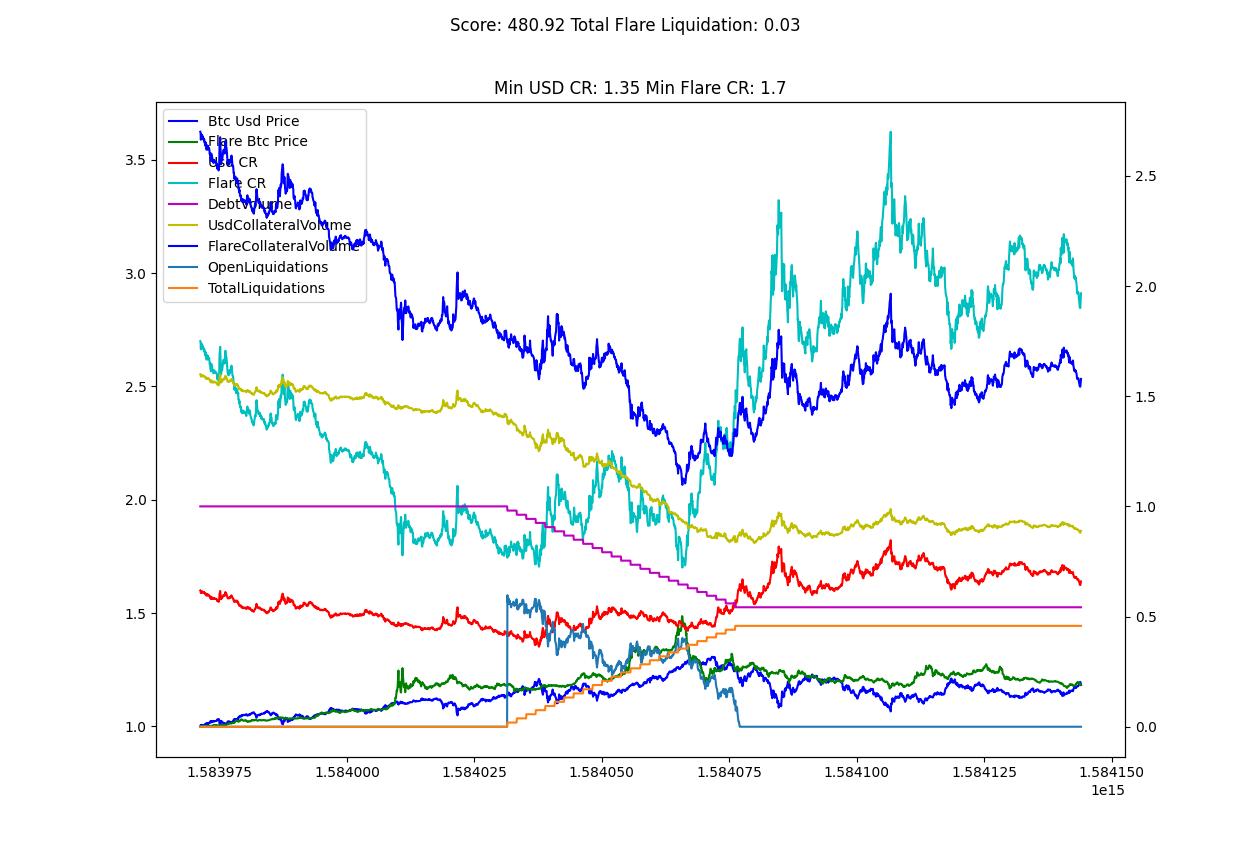 Score: 480.92 Total Flare Liquidation: 0.03
Min USD CR: 1.35 Min Flare CR: 1.7
Btc Usd Price
Flare Btc Price
Usd CR
Flare CR
DebtVolume
UsdCollateralVolume
FlareCollateralVolume
OpenLiquidations
TotalLiquidations
3.5
3.0
2.5
2.0
1.5
1.0
2.5
2.0
1.5
1.0
0.5
0.0
1.583975
1.584000
1.584025
1.584050
1.584075
1.584100
1.584125
1.584150
1e15